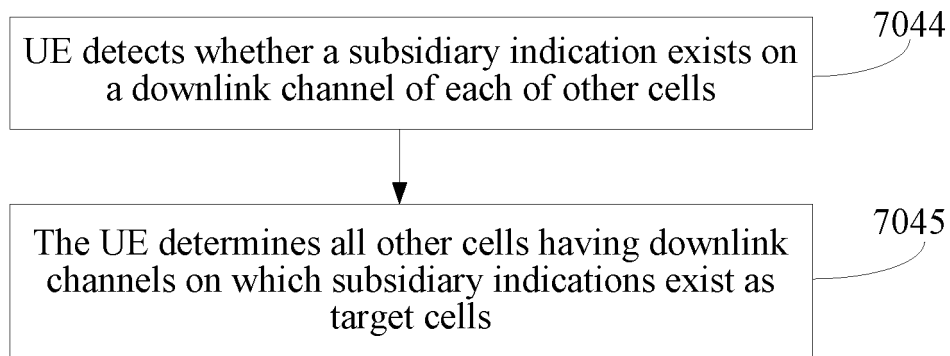 7044
UE detects whether a subsidiary indication exists on
a downlink channel of each of other cells
7045
The UE determines all other cells having downlink
channels on which subsidiary indications exist as
target cells